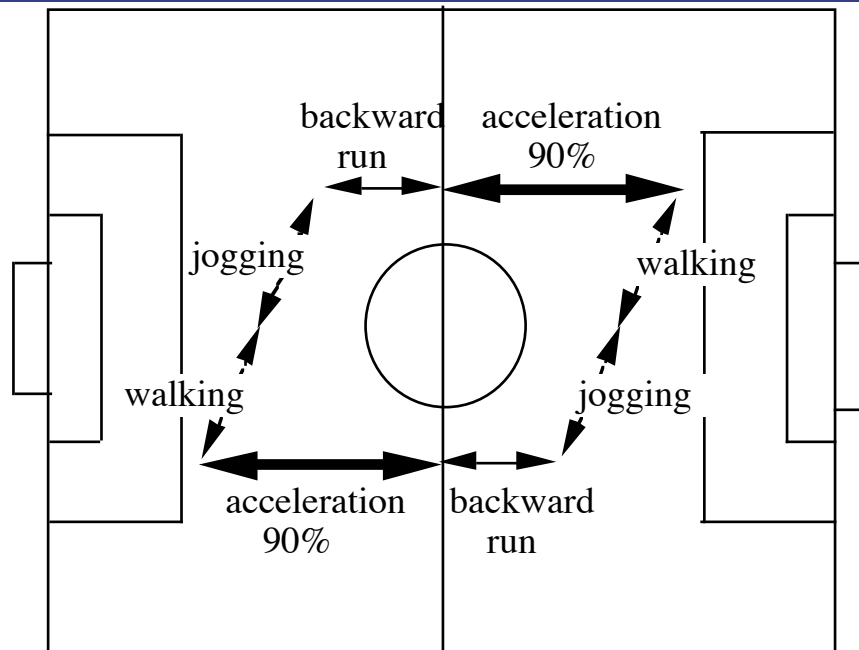 backward
run
acceleration
90%
jogging
walking
walking
jogging
acceleration
90%
backward
run